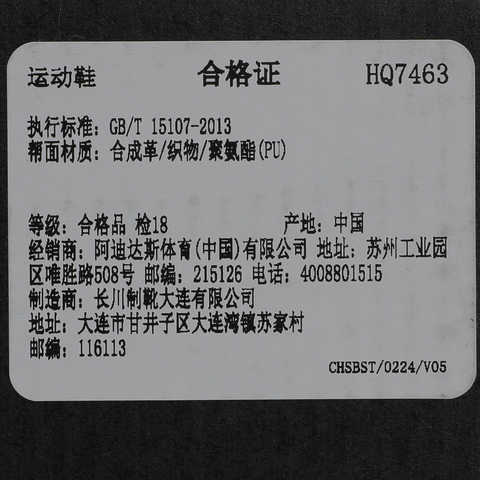 运动鞋 合格证 HQ7463
执行标准: GB/T 15107-2013
帮面材质: 合成革/织物/聚氨酯(PU)
等级: 合格品 检18 产地: 中国
经销商: 阿迪达斯体育(中国)有限公司 地址: 苏州工业园
区唯胜路508号 邮编: 215126 电话: 4008801515
制造商: 长川制靴大连有限公司
地址: 大连市甘井子区大连湾镇苏家村
邮编: 116113
CHSBST/0224/V05